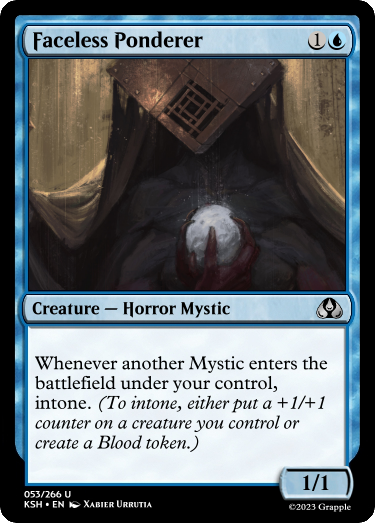 Faceless Ponderer 1
Creature — Horror Mystic
Whenever another Mystic enters the
battlefield under your control,
intone. (To intone, either put a +1/+1
counter on a creature you control or
create a Blood token.)
1/1
053/266 U
KSH • EN Xabier Urrutia
©2023 Grapple